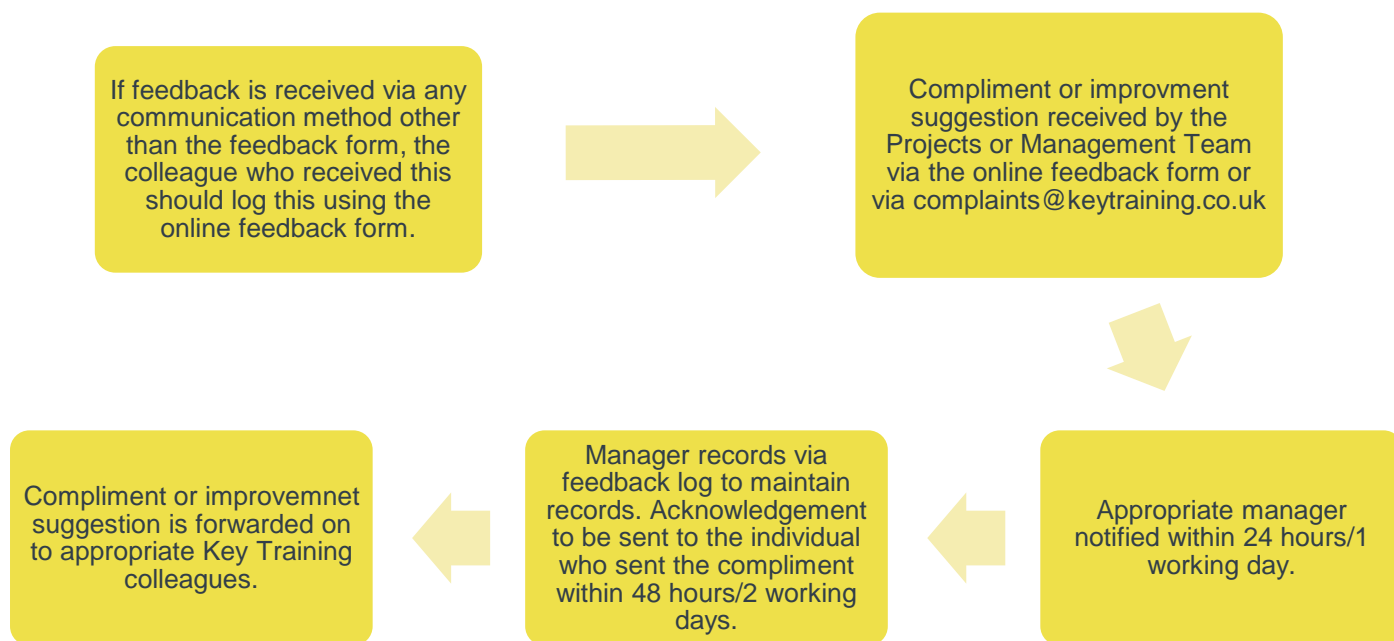 If feedback is received via any
communication method other
than the feedback form, the
colleague who received this
should log this using the
online feedback form.
Compliment or improvment
suggestion received by the
Projects or Management Team
via the online feedback form or
via complaints@keytraining.co.uk
Appropriate manager
notified within 24 hours/1
working day.
Manager records via
feedback log to maintain
records. Acknowledgement
to be sent to the individual
who sent the compliment
within 48 hours/2 working
days.
Compliment or improvemnet
suggestion is forwarded on
to appropriate Key Training
colleagues.